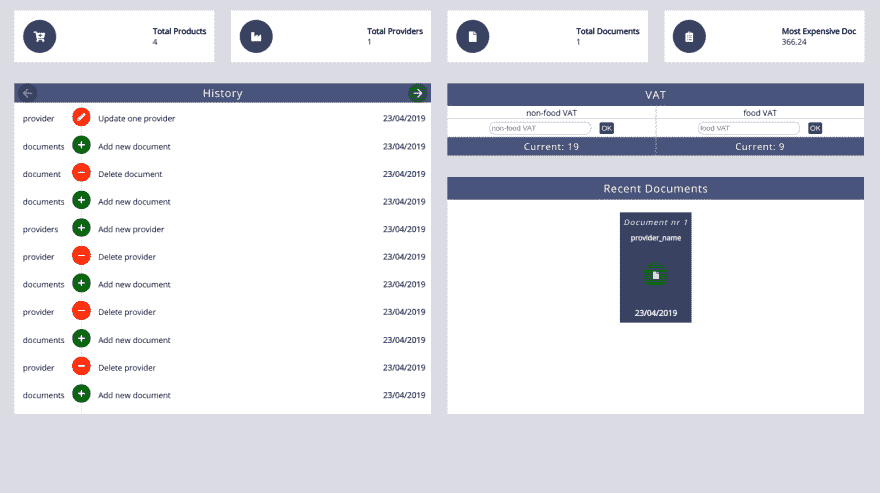 Total Products
4
Total Providers
1
Total Documents
1
Most Expensive Doc
366.24
History
provider Update one provider 23/04/2019
documents Add new document 23/04/2019
document Delete document 23/04/2019
documents Add new document 23/04/2019
providers Add new provider 23/04/2019
provider Delete provider 23/04/2019
documents Add new document 23/04/2019
provider Delete provider 23/04/2019
documents Add new document 23/04/2019
provider Delete provider 23/04/2019
documents Add new document 23/04/2019
VAT
non-food VAT food VAT
non-food VAT OK food VAT OK
Current: 19 Current: 9
Recent Documents
Document nr 1
provider_name
23/04/2019